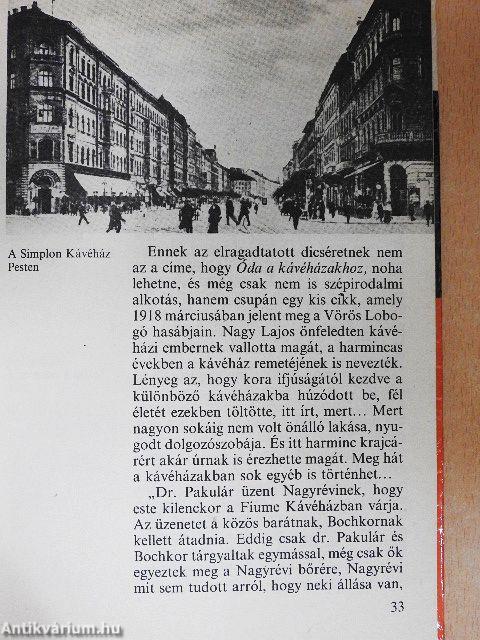 A Simplon Kávéház
Pesten
Ennek az elragadtatott dicséretnek nem
az a címe, hogy Óda a kávéházakhoz, noha
lehetne, és még csak nem is szépirodalmi
alkotás, hanem csupán egy kis cikk, amely
1918 márciusában jelent meg a Vörös Lobo-
gó hasábjain. Nagy Lajos önfeledten kávé-
házi embernek vallotta magát, a harmincas
években a kávéház remetéjének is nevezték.
Lényeg az, hogy kora ifjúságától kezdve a
különböző kávéházakba húzódott be, fél
életét ezekben töltötte, itt írt, mert... Mert
nagyon sokáig nem volt önálló lakása, nyu-
godt dolgozószobája. És itt harminc krajcá-
rért akár úrnak is érezhette magát. Meg hát
a kávéházakban sok egyéb is történhet...
„Dr. Pakulár üzent Nagyrévinek, hogy
este kilenckor a Fiume Kávéházban várja.
Az üzenetet a közös barátnak, Bochkornak
kellett átadnia. Eddig csak dr. Pakulár és
Bochkor tárgyaltak egymással, még csak ők
egyeztek meg a Nagyrévi bőrére, Nagyrévi
mit sem tudott arról, hogy neki állása van,
33
Antikvárium.hu